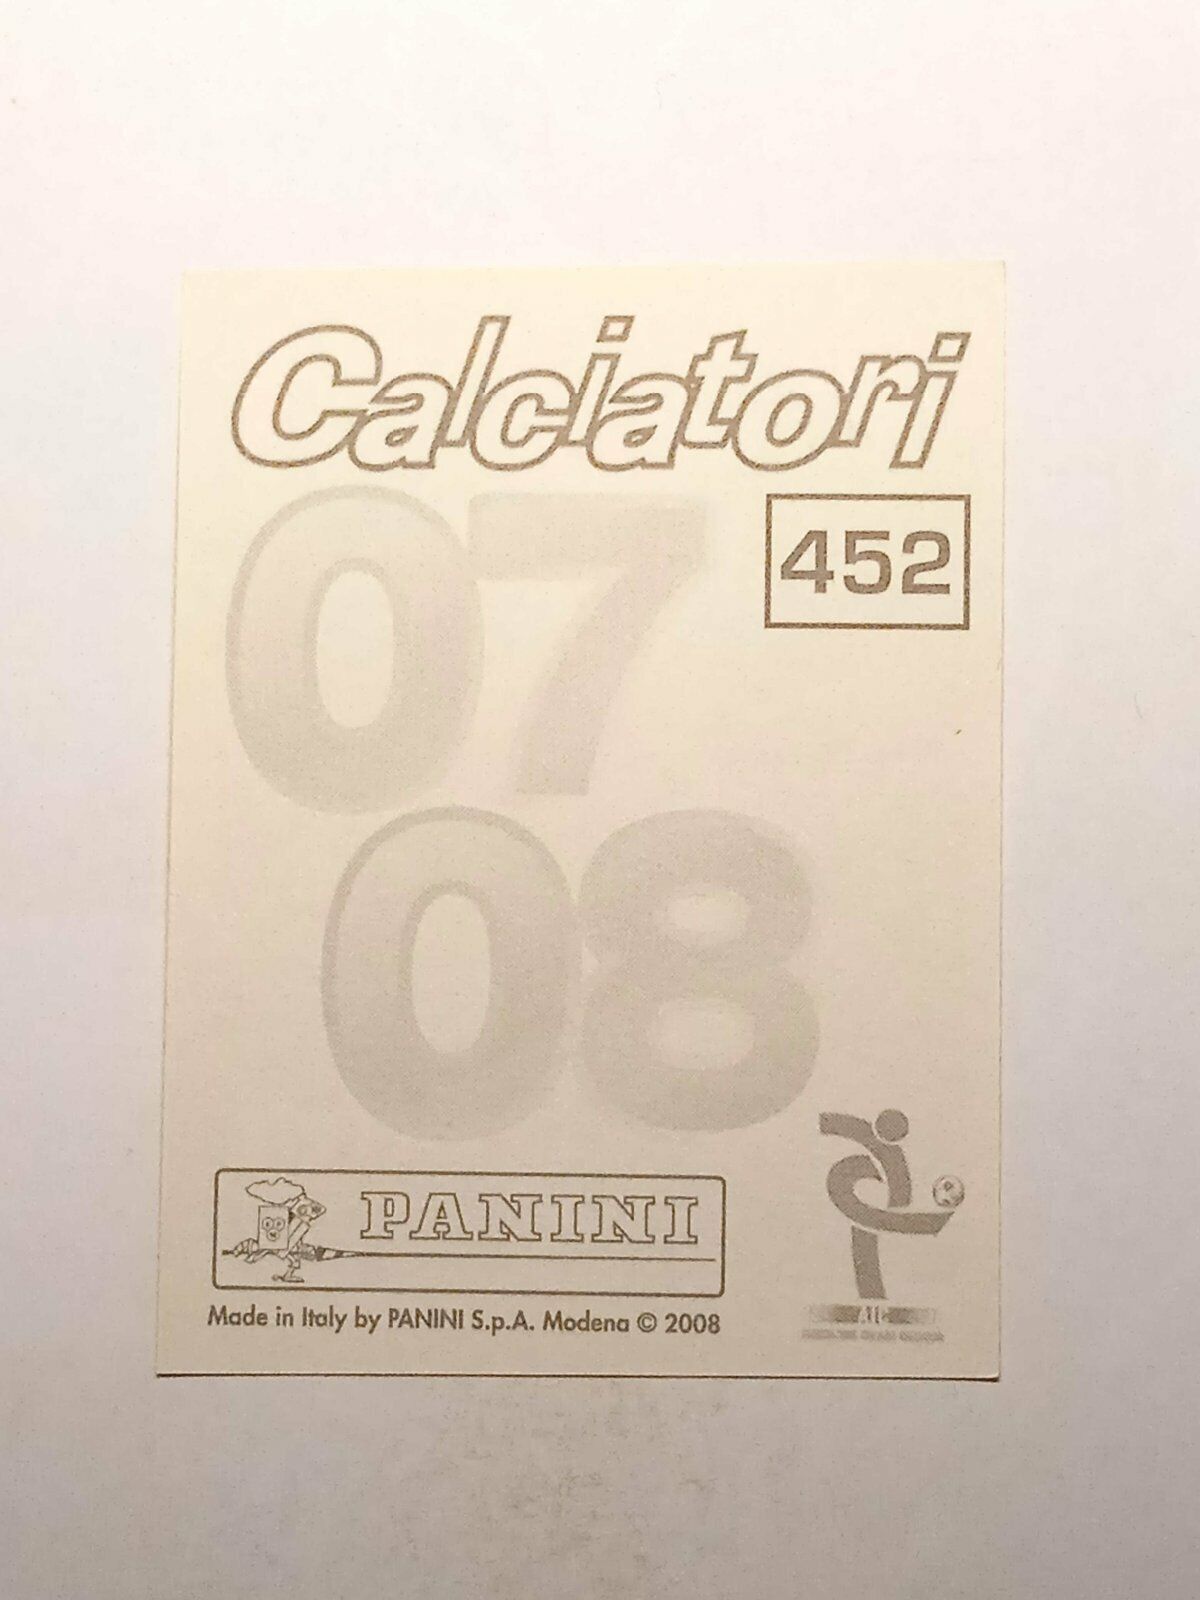 Calciatori
07
452
08
PANINI
Made in Italy by PANINI S.p.A. Modena © 2008